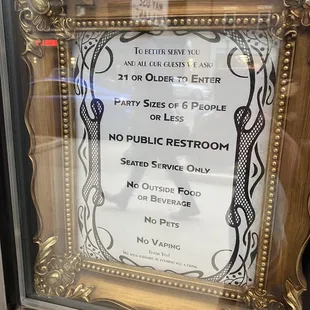 To better serve you
and all our guests we ask:
21 or Older to Enter
Party Sizes of 6 People
or Less
NO PUBLIC RESTROOM
Seated Service Only
No Outside Food
or Beverage
No Pets
No Vaping
Thank You!